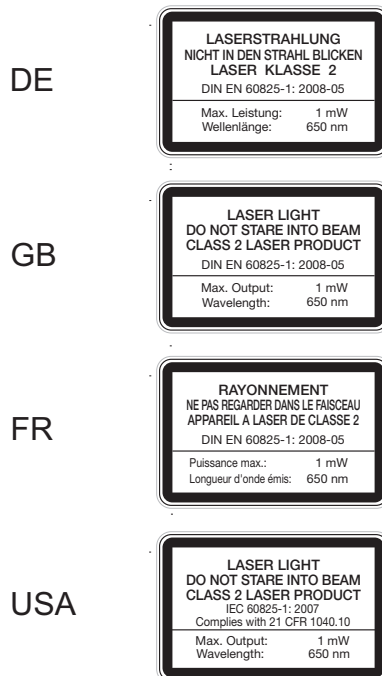 DE
LASERSTRAHLUNG
NICHT IN DEN STRAHL BLICKEN
LASER KLASSE 2
DIN EN 60825-1: 2008-05
Max. Leistung: 1 mW
Wellenlänge: 650 nm
GB
LASER LIGHT
DO NOT STARE INTO BEAM
CLASS 2 LASER PRODUCT
DIN EN 60825-1: 2008-05
Max. Output: 1 mW
Wavelength: 650 nm
FR
RAYONNEMENT
NE PAS REGARDER DANS LE FAISCEAU
APPAREIL A LASER DE CLASSE 2
DIN EN 60825-1: 2008-05
Puissance max.: 1 mW
Longueur d'onde émis: 650 nm
USA
LASER LIGHT
DO NOT STARE INTO BEAM
CLASS 2 LASER PRODUCT
IEC 60825-1: 2007
Complies with 21 CFR 1040.10
Max. Output: 1 mW
Wavelength: 650 nm